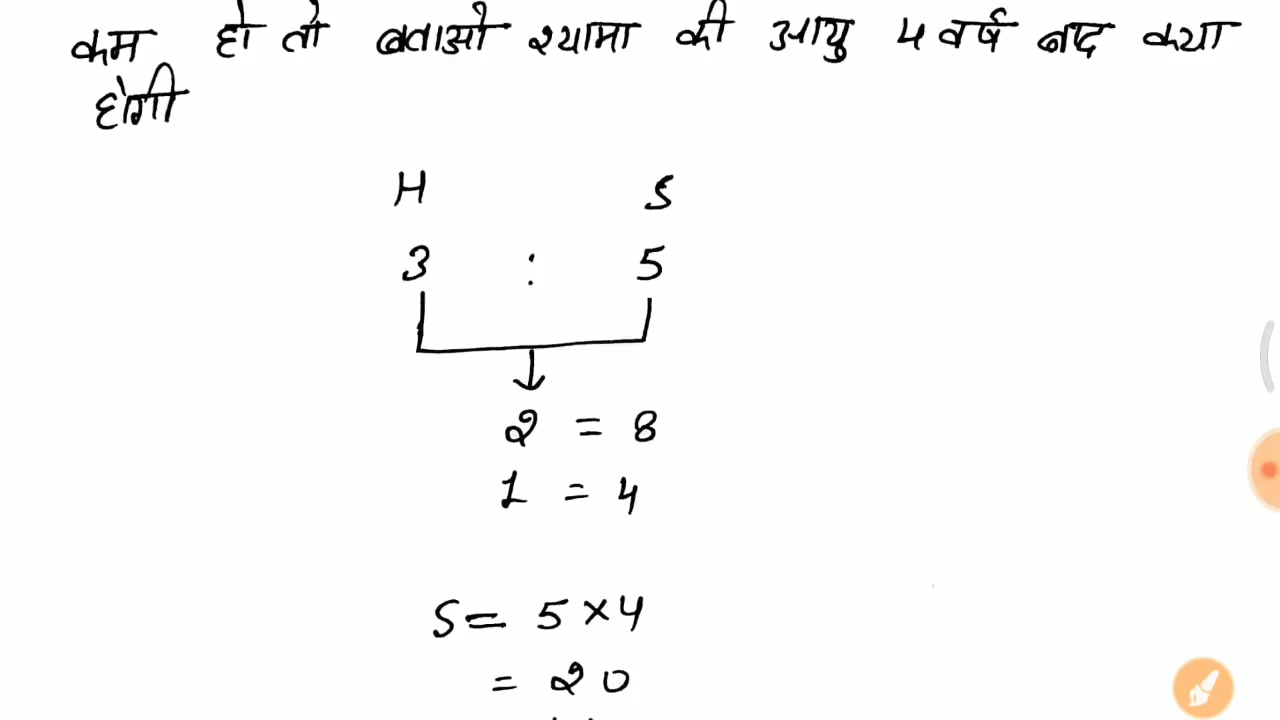 कम हो तो बताओ श्यामा की आयु 4 वर्ष बाद क्या
होगी
H S
3 : 5
2 = 8
1 = 4
S = 5 × 4
= 20